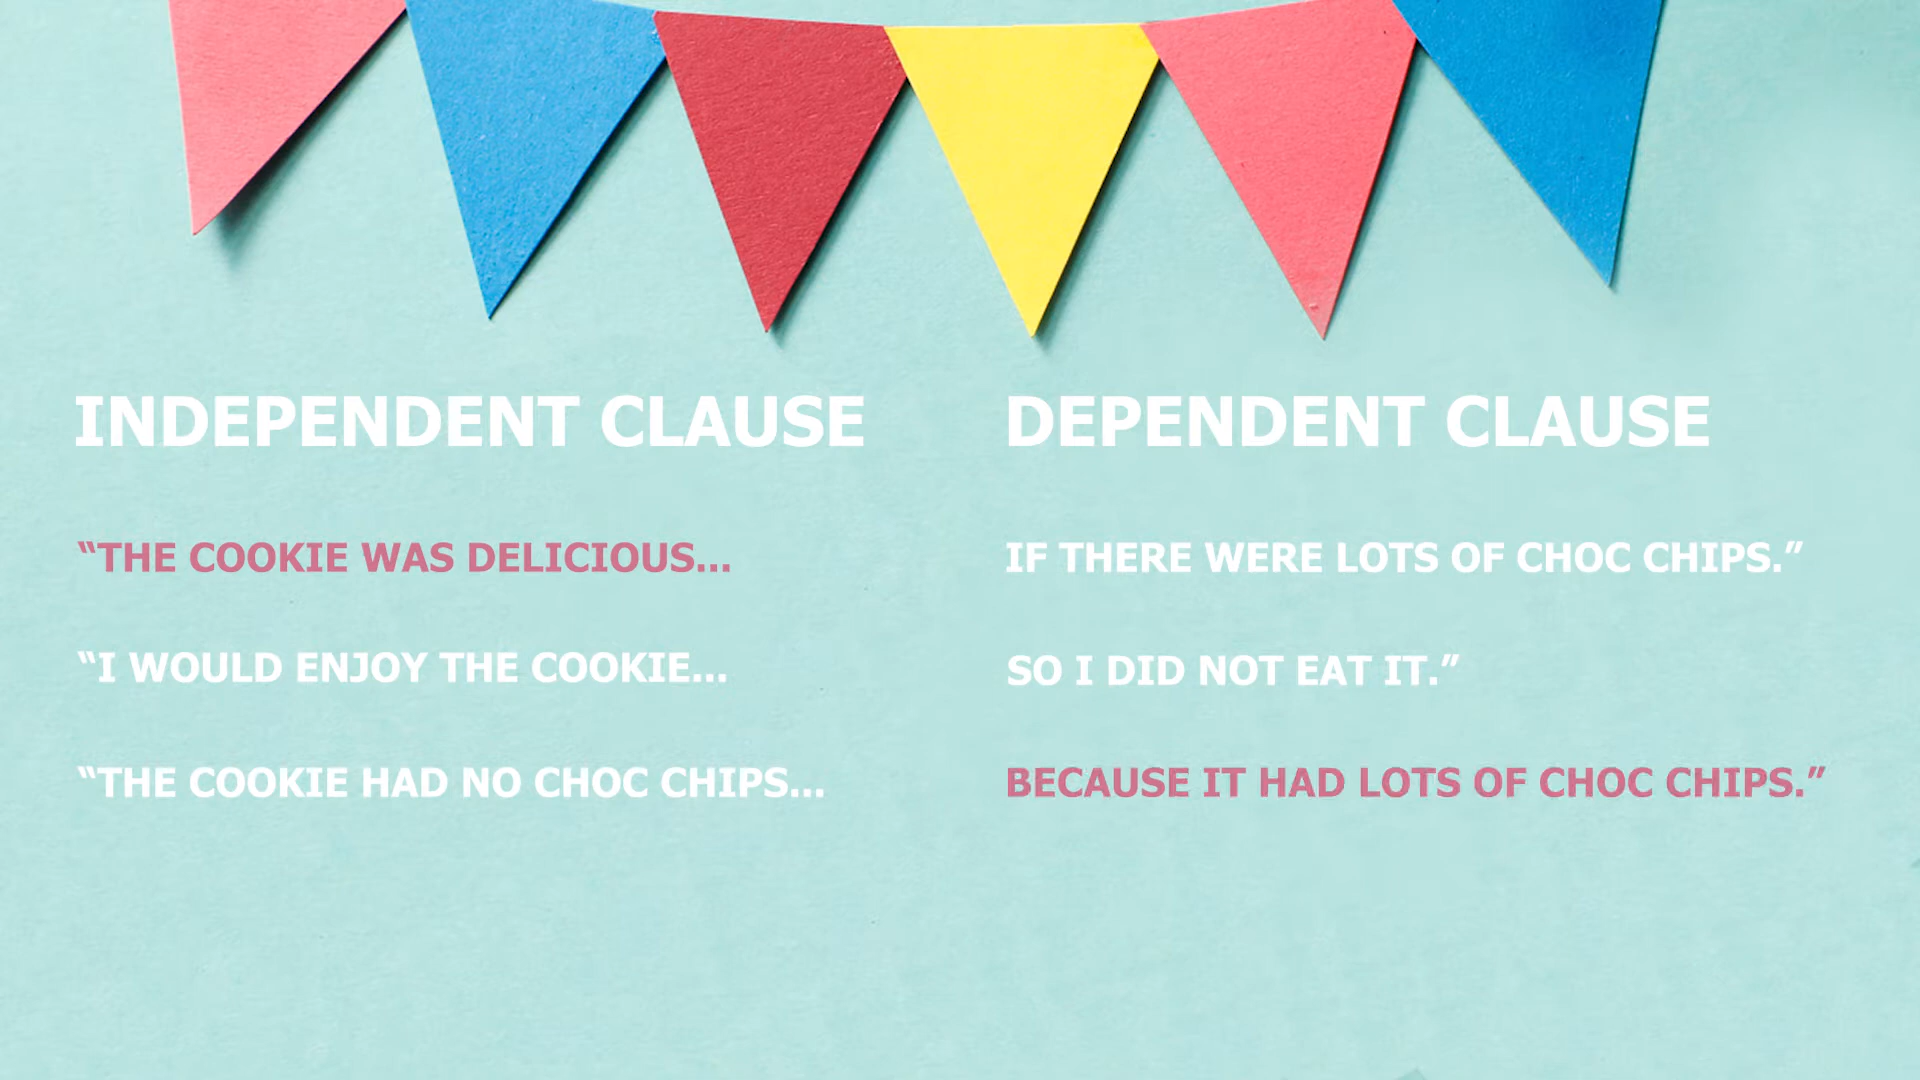 INDEPENDENT CLAUSE
DEPENDENT CLAUSE
“THE COOKIE WAS DELICIOUS...
IF THERE WERE LOTS OF CHOC CHIPS.”
“I WOULD ENJOY THE COOKIE...
SO I DID NOT EAT IT.”
“THE COOKIE HAD NO CHOC CHIPS...
BECAUSE IT HAD LOTS OF CHOC CHIPS.”